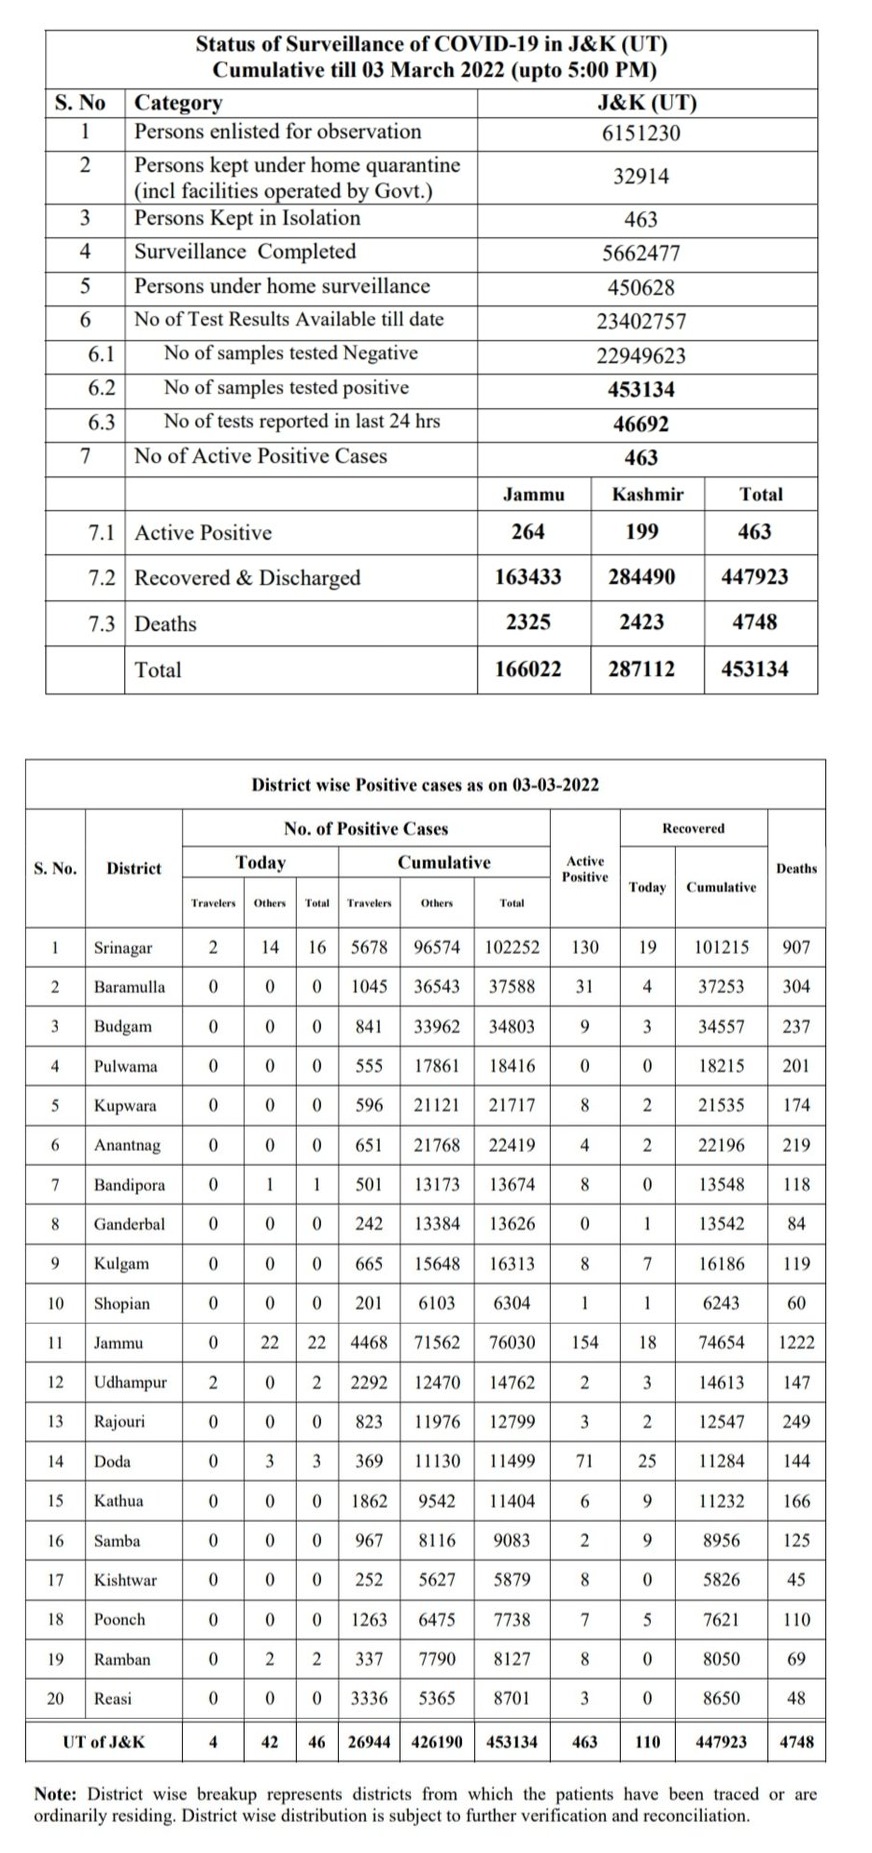 Status of Surveillance of COVID-19 in J&K (UT)
Cumulative till 03 March 2022 (upto 5:00 PM)
S. No Category J&K (UT)
1 Persons enlisted for observation 6151230
2 Persons kept under home quarantine
(incl facilities operated by Govt.) 32914
3 Persons Kept in Isolation 463
4 Surveillance Completed 5662477
5 Persons under home surveillance 450628
6 No of Test Results Available till date 23402757
6.1 No of samples tested Negative 22949623
6.2 No of samples tested positive 453134
6.3 No of tests reported in last 24 hrs 46692
7 No of Active Positive Cases 463
Jammu Kashmir Total
7.1 Active Positive 264 199 463
7.2 Recovered & Discharged 163433 284490 447923
7.3 Deaths 2325 2423 4748
Total 166022 287112 453134
District wise Positive cases as on 03-03-2022
No. of Positive Cases Recovered
S. No. District Today Cumulative Active
Positive Today Cumulative Deaths
Travelers Others Total Travelers Others Total
1 Srinagar 2 14 16 5678 96574 102252 130 19 101215 907
2 Baramulla 0 0 0 1045 36543 37588 31 4 37253 304
3 Budgam 0 0 0 841 33962 34803 9 3 34557 237
4 Pulwama 0 0 0 555 17861 18416 0 0 18215 201
5 Kupwara 0 0 0 596 21121 21717 8 2 21535 174
6 Anantnag 0 0 0 651 21768 22419 4 2 22196 219
7 Bandipora 0 1 1 501 13173 13674 8 0 13548 118
8 Ganderbal 0 0 0 242 13384 13626 0 1 13542 84
9 Kulgam 0 0 0 665 15648 16313 8 7 16186 119
10 Shopian 0 0 0 201 6103 6304 1 1 6243 60
11 Jammu 0 22 22 4468 71562 76030 154 18 74654 1222
12 Udhampur 2 0 2 2292 12470 14762 2 3 14613 147
13 Rajouri 0 0 0 823 11976 12799 3 2 12547 249
14 Doda 0 3 3 369 11130 11499 71 25 11284 144
15 Kathua 0 0 0 1862 9542 11404 6 9 11232 166
16 Samba 0 0 0 967 8116 9083 2 9 8956 125
17 Kishtwar 0 0 0 252 5627 5879 8 0 5826 45
18 Poonch 0 0 0 1263 6475 7738 7 5 7621 110
19 Ramban 0 2 2 337 7790 8127 8 0 8050 69
20 Reasi 0 0 0 3336 5365 8701 3 0 8650 48
UT of J&K 4 42 46 26944 426190 453134 463 110 447923 4748
Note: District wise breakup represents districts from which the patients have been traced or are
ordinarily residing. District wise distribution is subject to further verification and reconciliation.